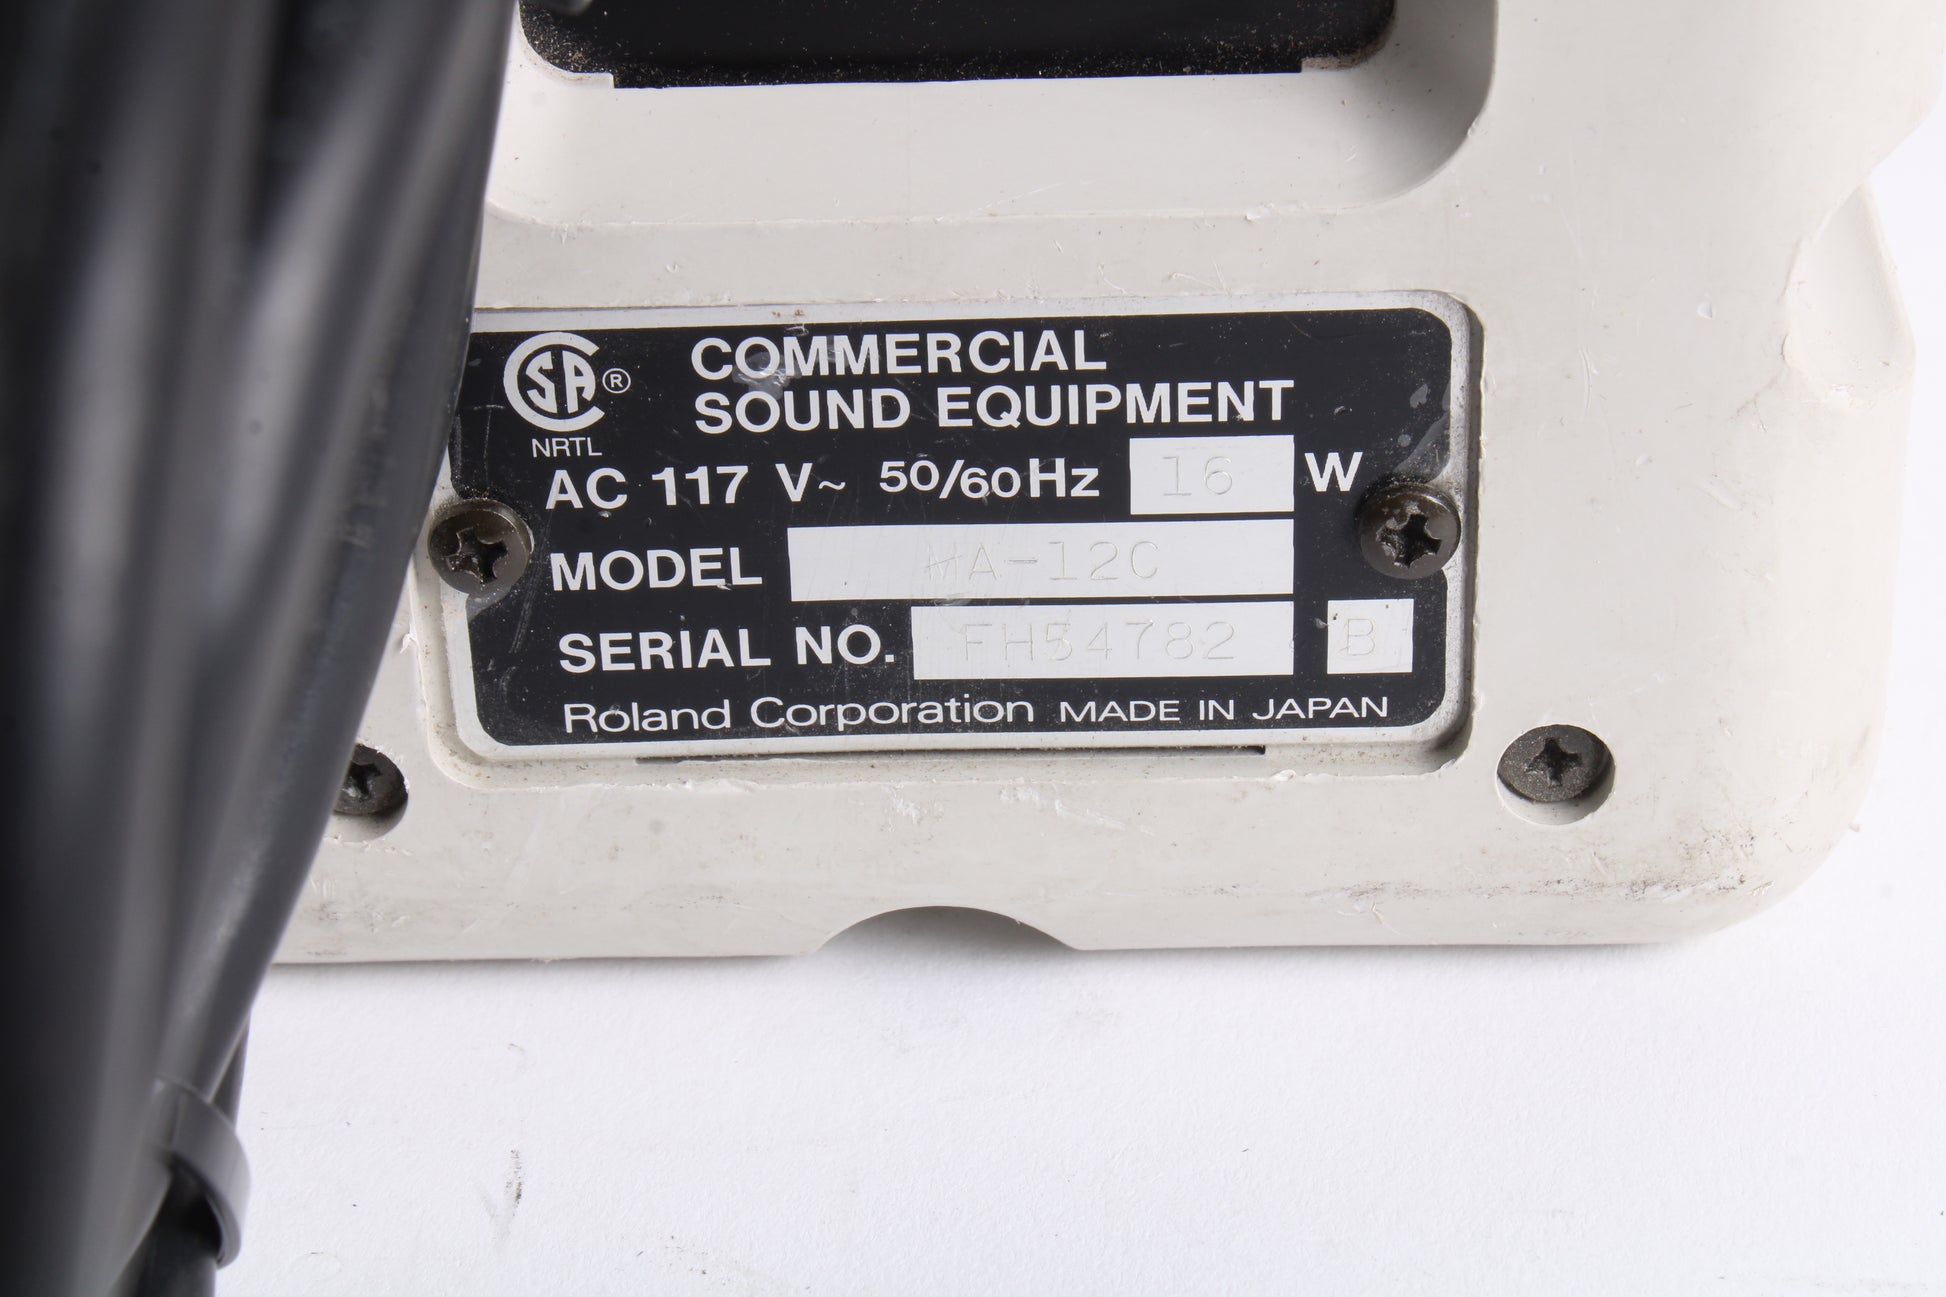 CSA ® COMMERCIAL
SOUND EQUIPMENT
NRTL
AC 117 V~ 50/60Hz 16 W
MODEL MA-12C
SERIAL NO. FH54782 B
Roland Corporation MADE IN JAPAN